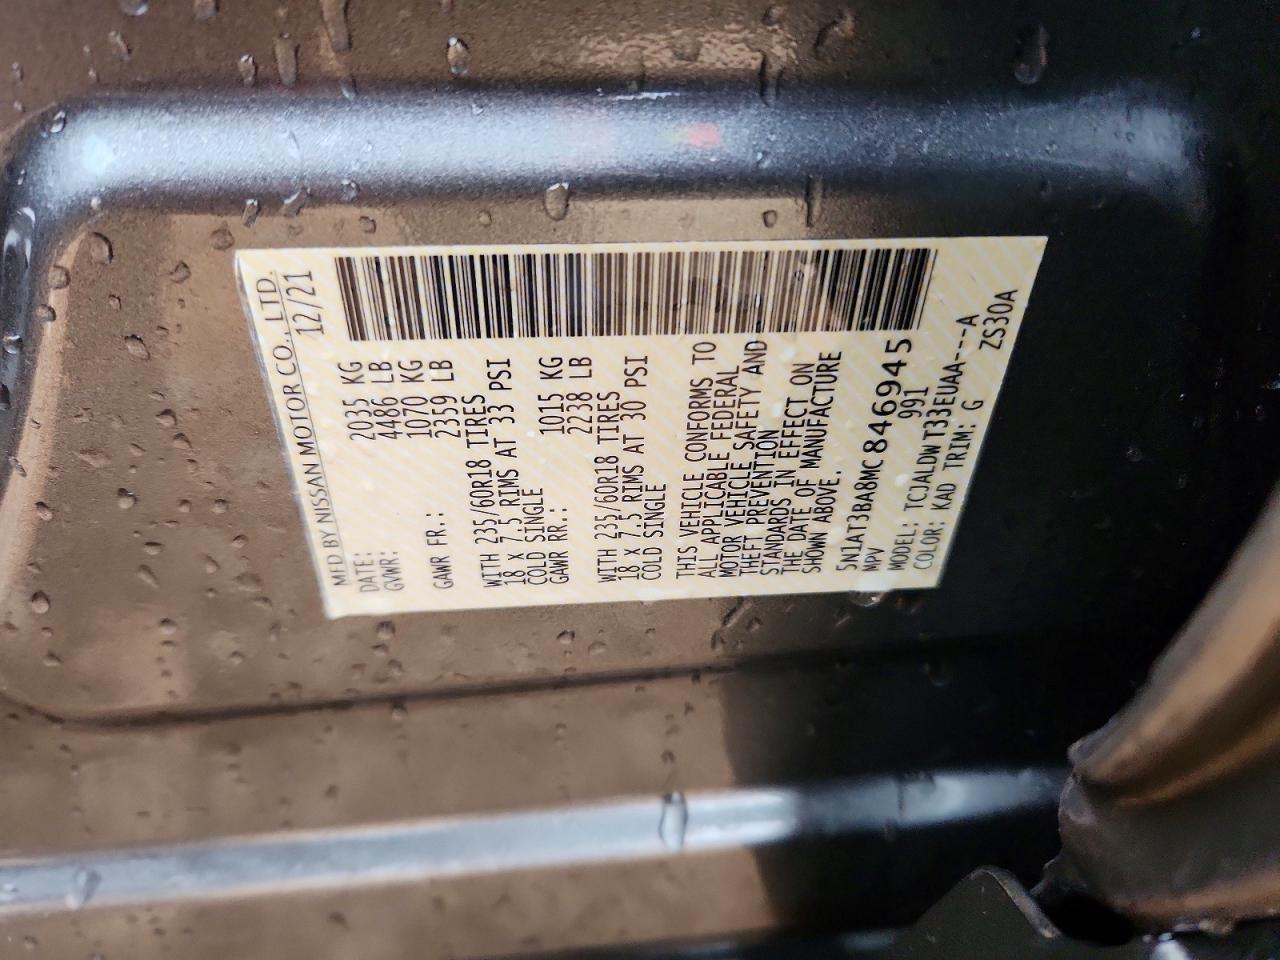 MFD BY NISSAN MOTOR CO., LTD.
DATE: 12/21
GVWR: 2035 KG
4486 LB
GAWR FR.: 1070 KG
2359 LB
WITH 235/60R18 TIRES
18 X 7.5 RIMS AT 33 PSI
COLD SINGLE
GAWR RR.: 1015 KG
2238 LB
WITH 235/60R18 TIRES
18 X 7.5 RIMS AT 30 PSI
COLD SINGLE
THIS VEHICLE CONFORMS TO
ALL APPLICABLE FEDERAL
MOTOR VEHICLE SAFETY AND
THEFT PREVENTION
STANDARDS IN EFFECT ON
THE DATE OF MANUFACTURE
SHOWN ABOVE.
5N1AT3BA8MC846945
MPV 991
MODEL: TCJALDWT33EUAA---A
COLOR: KAD TRIM: G ZS30A